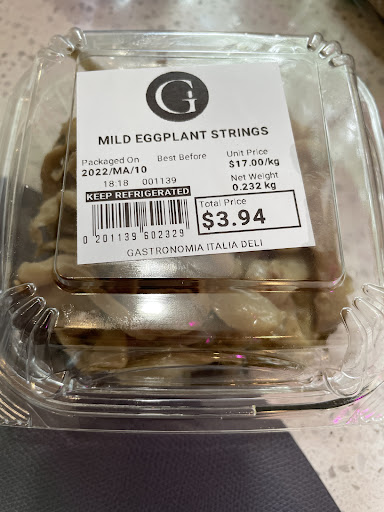 G
MILD EGGPLANT STRINGS
Packaged On Best Before Unit Price
2022/MA/10 $17.00/kg
18:18 001139 Net Weight
KEEP REFRIGERATED 0.232 kg
Total Price
$3.94
0 201139 602329
GASTRONOMIA ITALIA DELI